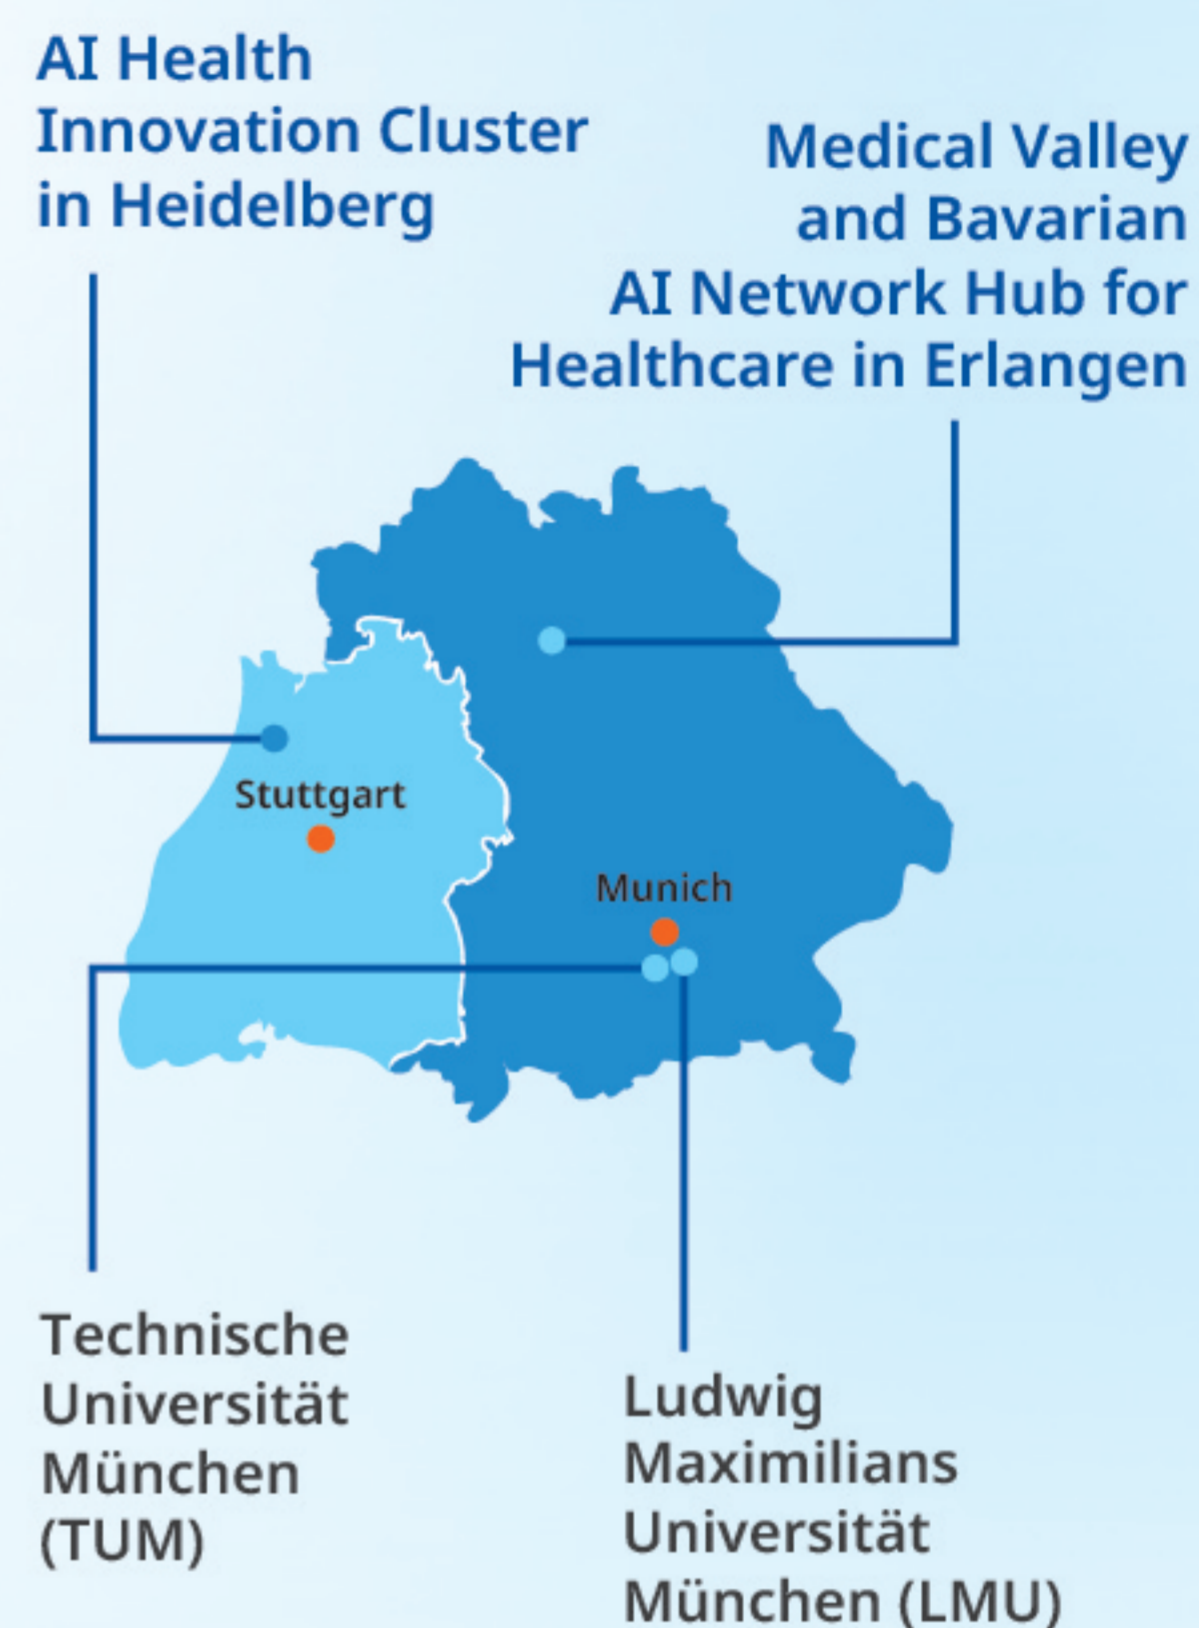 AI Health
Innovation Cluster
in Heidelberg
Medical Valley
and Bavarian
AI Network Hub for
Healthcare in Erlangen
Stuttgart
Munich
Technische
Universität
München
(TUM)
Ludwig
Maximilians
Universität
München (LMU)